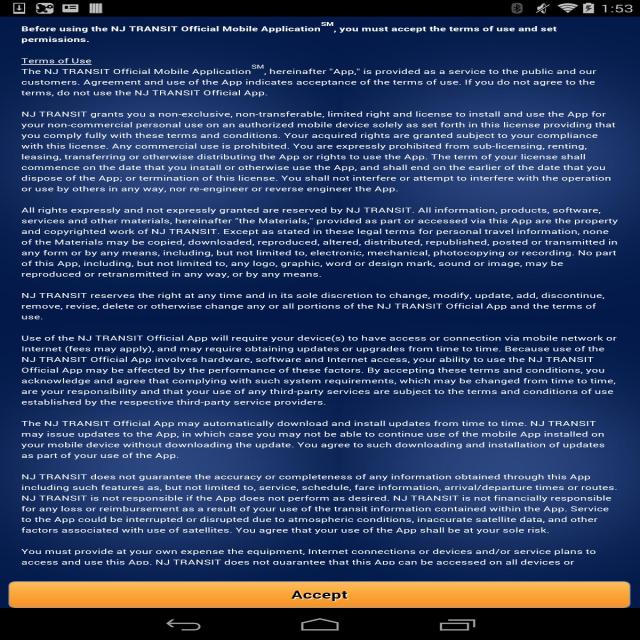 1:53
Before using the NJ TRANSIT Official Mobile Application SM, you must accept the terms of use and set
permissions.
Terms of Use
The NJ TRANSIT Official Mobile Application SM, hereinafter "App," is provided as a service to the public and our
customers. Agreement and use of the App indicates acceptance of the terms of use. If you do not agree to the
terms, do not use the NJ TRANSIT Official App.
NJ TRANSIT grants you a non-exclusive, non-transferable, limited right and license to install and use the App for
your non-commercial personal use on an authorized mobile device solely as set forth in this license providing that
you comply fully with these terms and conditions. Your acquired rights are granted subject to your compliance
with this license. Any commercial use is prohibited. You are expressly prohibited from sub-licensing, renting,
leasing, transferring or otherwise distributing the App or rights to use the App. The term of your license shall
commence on the date that you install or otherwise use the App, and shall end on the earlier of the date that you
dispose of the App; or termination of this license. You shall not interfere or attempt to interfere with the operation
or use by others in any way, nor re-engineer or reverse engineer the App.
All rights expressly and not expressly granted are reserved by NJ TRANSIT. All information, products, software,
services and other materials, hereinafter "the Materials," provided as part or accessed via this App are the property
and copyrighted work of NJ TRANSIT. Except as stated in these legal terms for personal travel information, none
of the Materials may be copied, downloaded, reproduced, altered, distributed, republished, posted or transmitted in
any form or by any means, including, but not limited to, electronic, mechanical, photocopying or recording. No part
of this App, including, but not limited to, any logo, graphic, word or design mark, sound or image, may be
reproduced or retransmitted in any way, or by any means.
NJ TRANSIT reserves the right at any time and in its sole discretion to change, modify, update, add, discontinue,
remove, revise, delete or otherwise change any or all portions of the NJ TRANSIT Official App and the terms of
use.
Use of the NJ TRANSIT Official App will require your device(s) to have access or connection via mobile network or
Internet (fees may apply), and may require obtaining updates or upgrades from time to time. Because use of the
NJ TRANSIT Official App involves hardware, software and Internet access, your ability to use the NJ TRANSIT
Official App may be affected by the performance of these factors. By accepting these terms and conditions, you
acknowledge and agree that complying with such system requirements, which may be changed from time to time,
are your responsibility and that your use of any third-party services are subject to the terms and conditions of use
established by the respective third-party service providers.
The NJ TRANSIT Official App may automatically download and install updates from time to time. NJ TRANSIT
may issue updates to the App, in which case you may not be able to continue use of the mobile App installed on
your mobile device without downloading the update. You agree to such downloading and installation of updates
as part of your use of the App.
NJ TRANSIT does not guarantee the accuracy or completeness of any information obtained through this App
including such features as, but not limited to, service, schedule, fare information, arrival/departure times or routes.
NJ TRANSIT is not responsible if the App does not perform as desired. NJ TRANSIT is not financially responsible
for any loss or reimbursement as a result of your use of the transit information contained within the App. Service
to the App could be interrupted or disrupted due to atmospheric conditions, inaccurate satellite data, and other
factors associated with use of satellites. You agree that your use of the App shall be at your sole risk.
You must provide at your own expense the equipment, Internet connections or devices and/or service plans to
access and use this App. NJ TRANSIT does not guarantee that this App can be accessed on all devices or
Accept